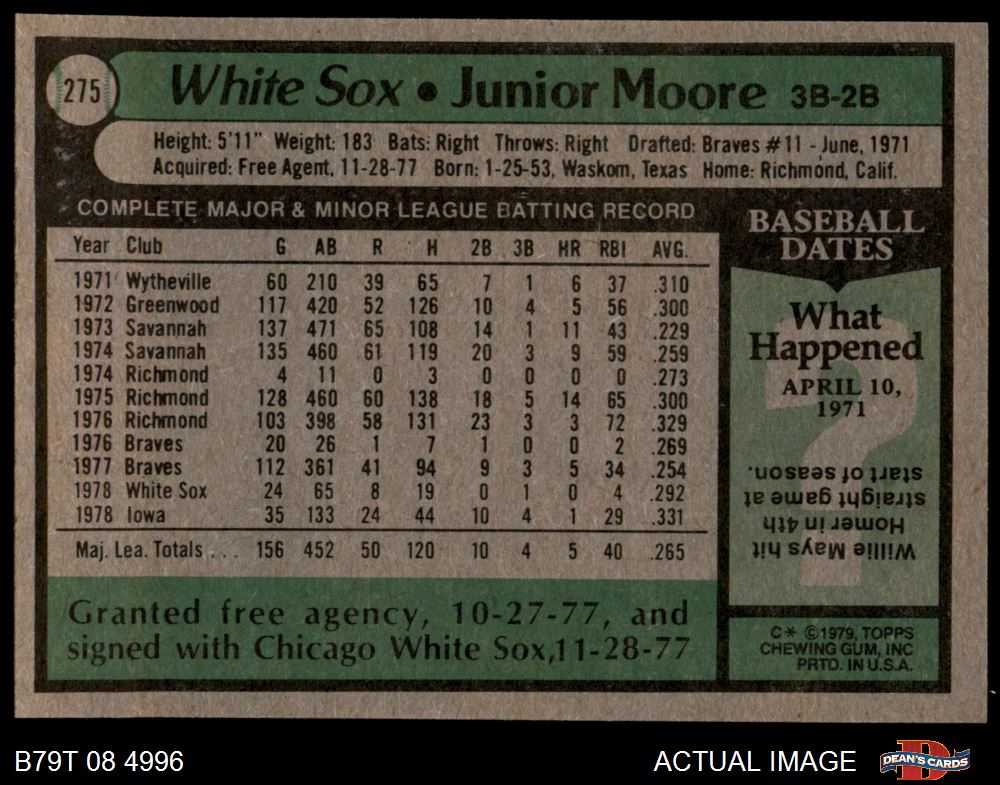 275
White Sox • Junior Moore 3B-2B
Height: 5'11" Weight: 183 Bats: Right Throws: Right Drafted: Braves #11 - June, 1971
Acquired: Free Agent, 11-28-77 Born: 1-25-53, Waskom, Texas Home: Richmond, Calif.
COMPLETE MAJOR & MINOR LEAGUE BATTING RECORD
Year Club G AB R H 2B 3B HR RBI AVG.
1971 Wytheville 60 210 39 65 7 1 6 37 .310
1972 Greenwood 117 420 52 126 10 4 5 56 .300
1973 Savannah 137 471 65 108 14 1 11 43 .229
1974 Savannah 135 460 61 119 20 3 9 59 .259
1974 Richmond 4 11 0 3 0 0 0 0 .273
1975 Richmond 128 460 60 138 18 5 14 65 .300
1976 Richmond 103 398 58 131 23 3 3 72 .329
1976 Braves 20 26 1 7 1 0 0 2 .269
1977 Braves 112 361 41 94 9 3 5 34 .254
1978 White Sox 24 65 8 19 0 1 0 4 .292
1978 Iowa 35 133 24 44 10 4 1 29 .331
Maj. Lea. Totals . . . 156 452 50 120 10 4 5 40 .265
Granted free agency, 10-27-77, and
signed with Chicago White Sox, 11-28-77
BASEBALL
DATES
What
Happened
APRIL 10,
1971
?
Willie Mays hit
Homer in 4th
straight game at
start of season.
C* ©1979, TOPPS
CHEWING GUM, INC
PRTD. IN U.S.A.
B79T 08 4996
ACTUAL IMAGE
D
DEAN'S CARDS